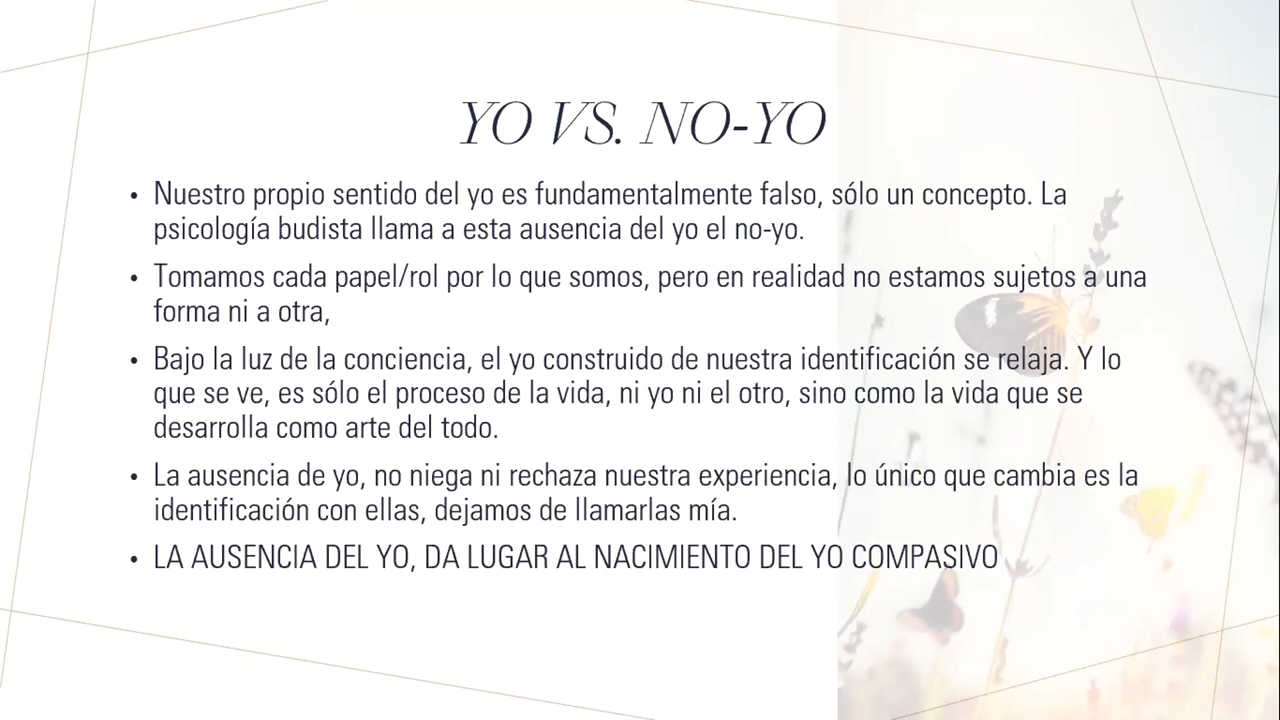 YO VS. NO-YO
• Nuestro propio sentido del yo es fundamentalmente falso, sólo un concepto. La
psicología budista llama a esta ausencia del yo el no-yo.
• Tomamos cada papel/rol por lo que somos, pero en realidad no estamos sujetos a una
forma ni a otra,
• Bajo la luz de la conciencia, el yo construido de nuestra identificación se relaja. Y lo
que se ve, es sólo el proceso de la vida, ni yo ni el otro, sino como la vida que se
desarrolla como arte del todo.
• La ausencia de yo, no niega ni rechaza nuestra experiencia, lo único que cambia es la
identificación con ellas, dejamos de llamarlas mía.
• LA AUSENCIA DEL YO, DA LUGAR AL NACIMIENTO DEL YO COMPASIVO